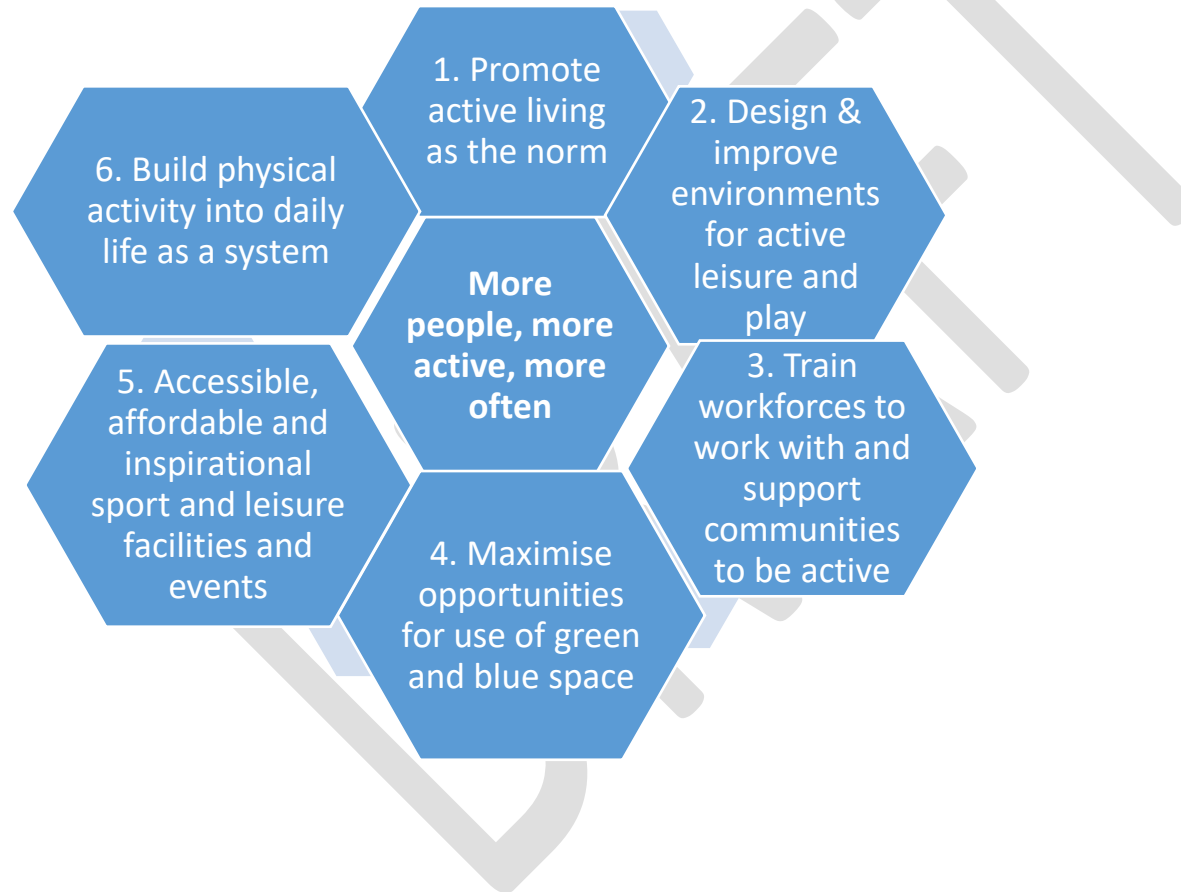 1. Promote
active living
as the norm
2. Design &
improve
environments
for active
leisure and
play
3. Train
workforces to
work with and
support
communities
to be active
4. Maximise
opportunities
for use of green
and blue space
5. Accessible,
affordable and
inspirational
sport and leisure
facilities and
events
6. Build physical
activity into daily
life as a system
More
people, more
active, more
often